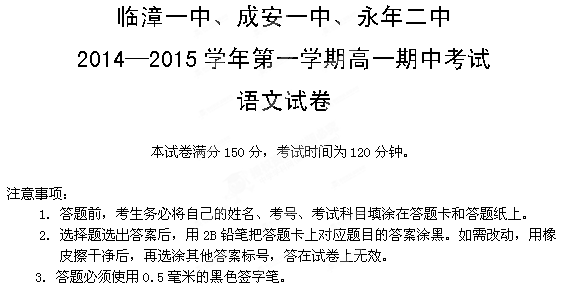 临漳一中、成安一中、永年二中
2014—2015 学年第一学期高一期中考试
语文试卷
本试卷满分 150 分，考试时间为 120 分钟。
注意事项：
1. 答题前，考生务必将自己的姓名、考号、考试科目填涂在答题卡和答题纸上。
2. 选择题选出答案后，用 2B 铅笔把答题卡上对应题目的答案涂黑。如需改动，用橡
皮擦干净后，再选涂其他答案标号，答在试卷上无效。
3. 答题必须使用 0.5 毫米的黑色签字笔。